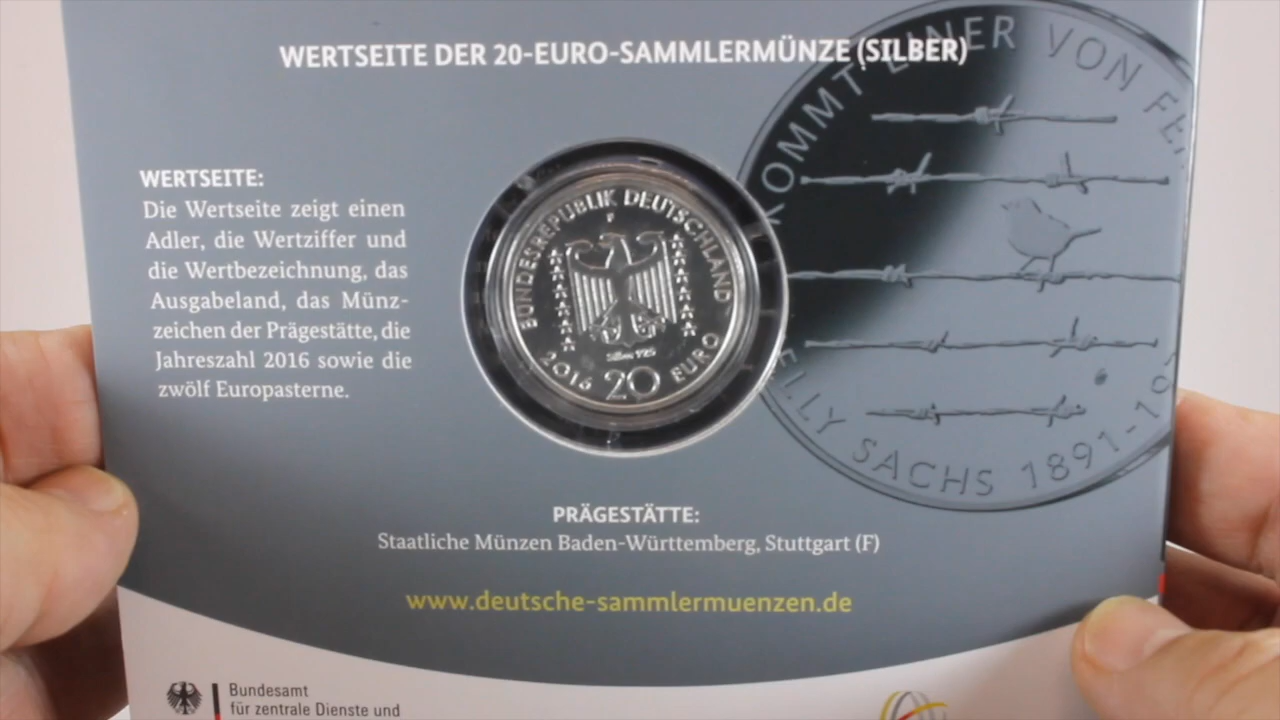 WERTSEITE DER 20-EURO-SAMMLERMÜNZE (SILBER)
WERTSEITE:
Die Wertseite zeigt einen
Adler, die Wertziffer und
die Wertbezeichnung, das
Ausgabeland, das Münz-
zeichen der Prägestätte, die
Jahreszahl 2016 sowie die
zwölf Europasterne.
BUNDESREPUBLIK DEUTSCHLAND
F
Silber 925
2016 20 EURO
KOMMT EINER VON FE
ELLY SACHS 1891-19
PRÄGESTÄTTE:
Staatliche Münzen Baden-Württemberg, Stuttgart (F)
www.deutsche-sammlermuenzen.de
Bundesamt
für zentrale Dienste und